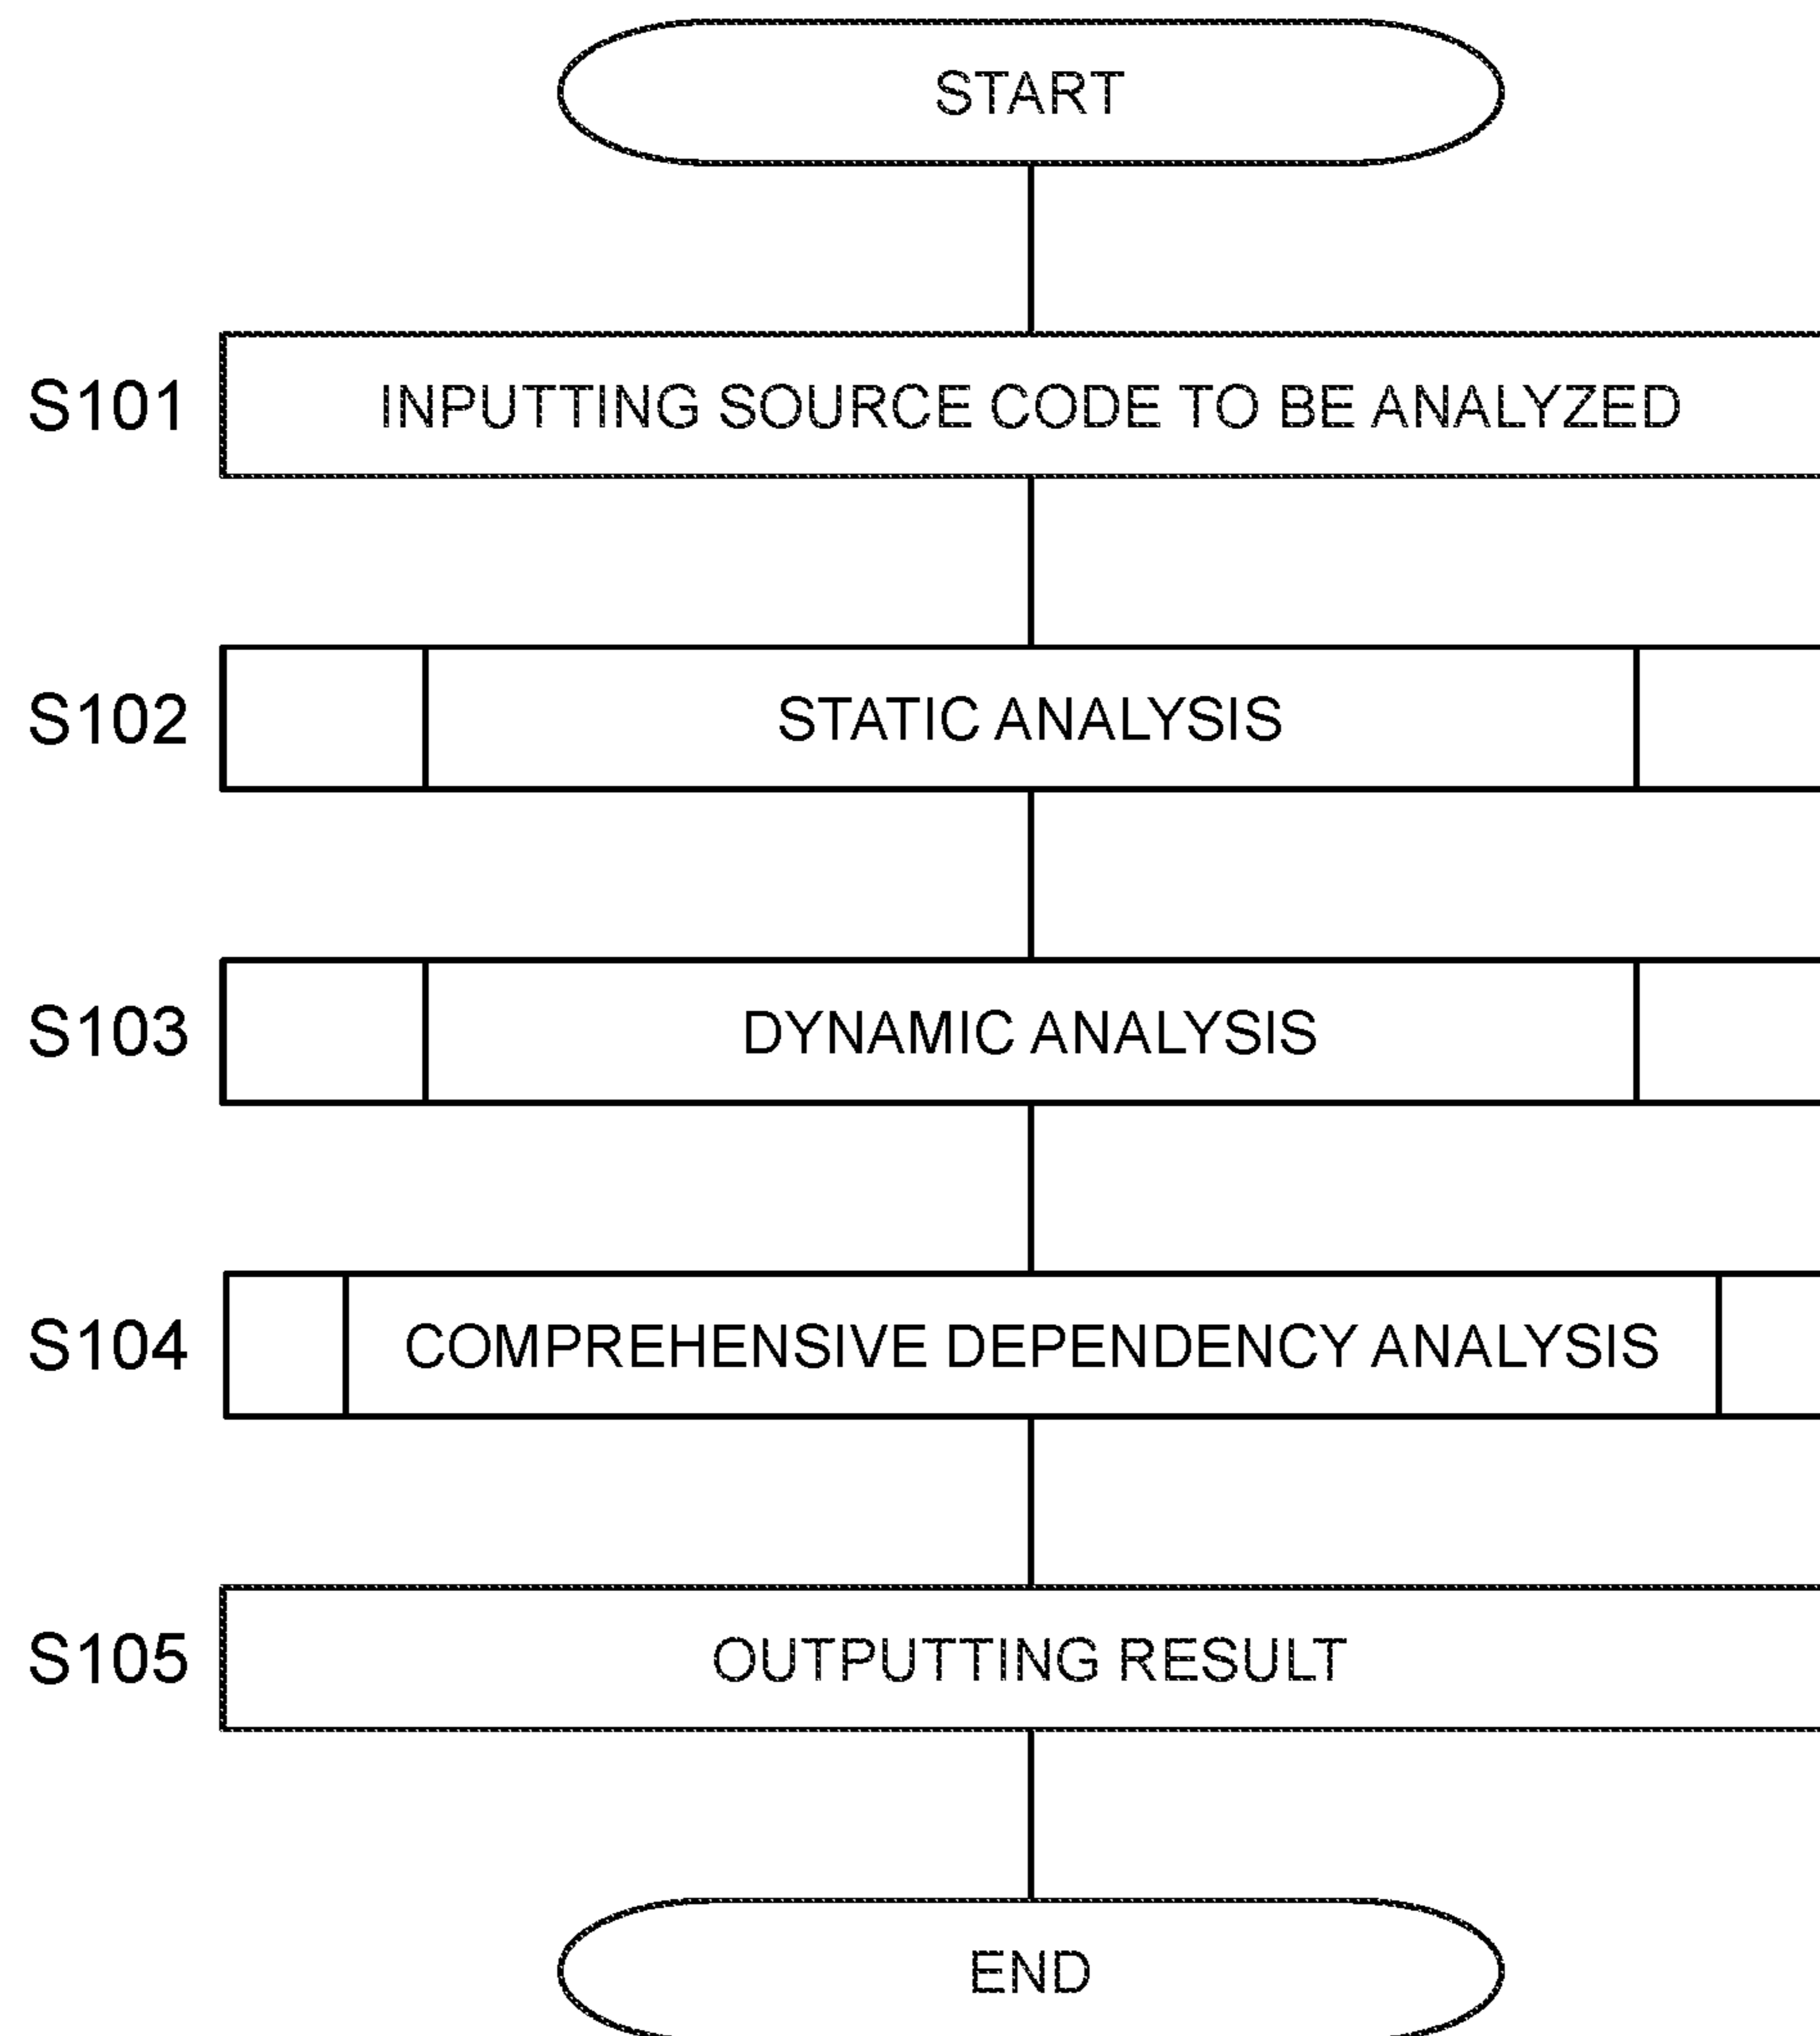 START
S101 INPUTTING SOURCE CODE TO BE ANALYZED
S102 STATIC ANALYSIS
S103 DYNAMIC ANALYSIS
S104 COMPREHENSIVE DEPENDENCY ANALYSIS
S105 OUTPUTTING RESULT
END